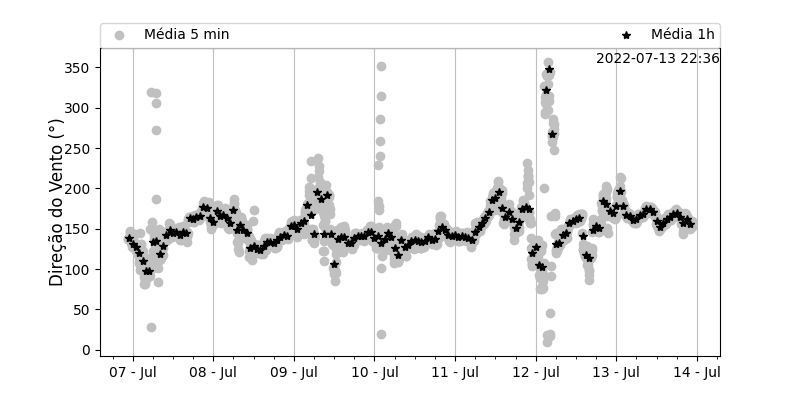 Média 5 min
Média 1h
2022-07-13 22:36
Direção do Vento (°)
350
300
250
200
150
100
50
0
07 - Jul
08 - Jul
09 - Jul
10 - Jul
11 - Jul
12 - Jul
13 - Jul
14 - Jul